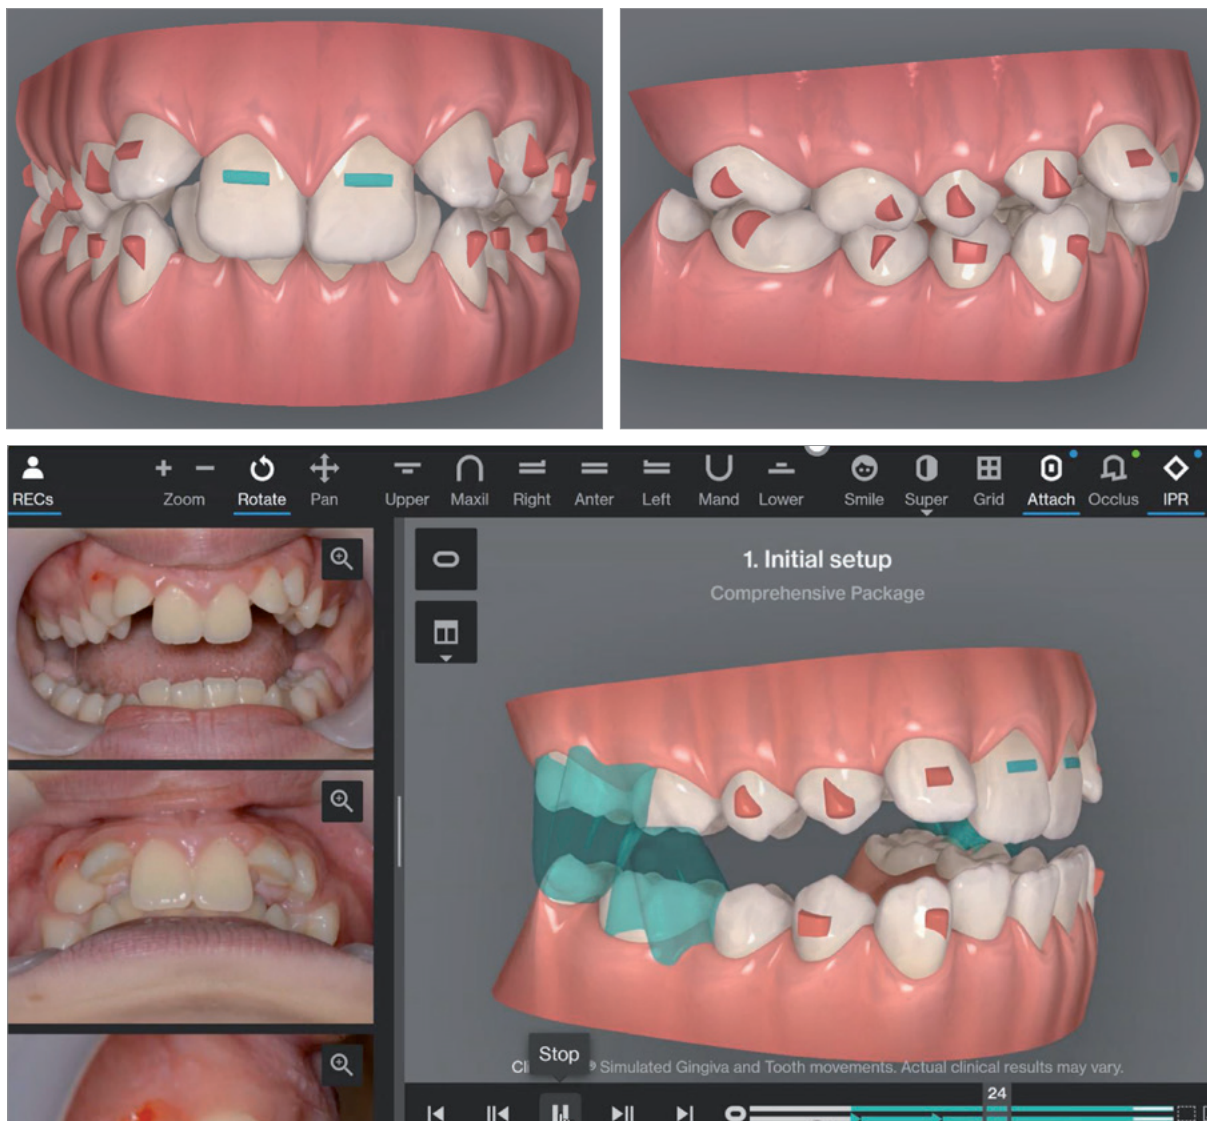 RECs
Zoom
Rotate
Pan
Upper
Maxil
Right
Anter
Left
Mand
Lower
Smile
Super
Grid
Attach
Occlus
IPR
1. Initial setup
Comprehensive Package
Stop
Cli ® Simulated Gingiva and Tooth movements. Actual clinical results may vary.
24